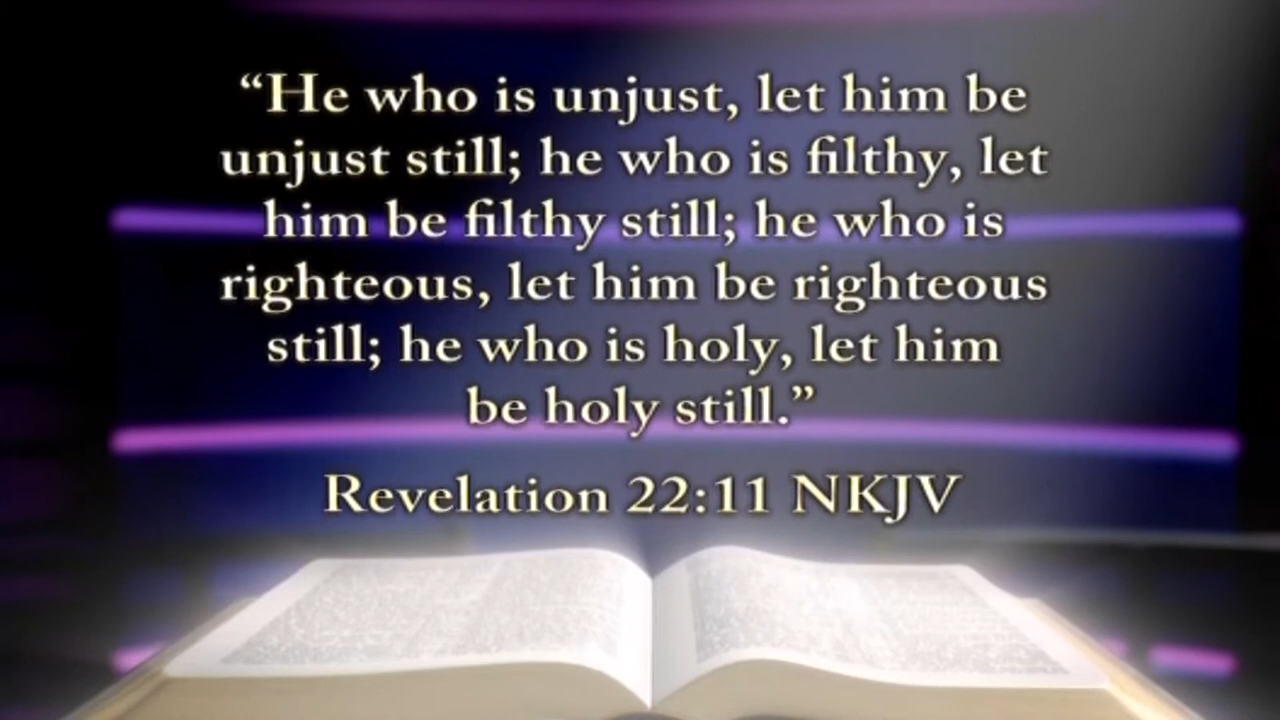 “He who is unjust, let him be
unjust still; he who is filthy, let
him be filthy still; he who is
righteous, let him be righteous
still; he who is holy, let him
be holy still.”
Revelation 22:11 NKJV